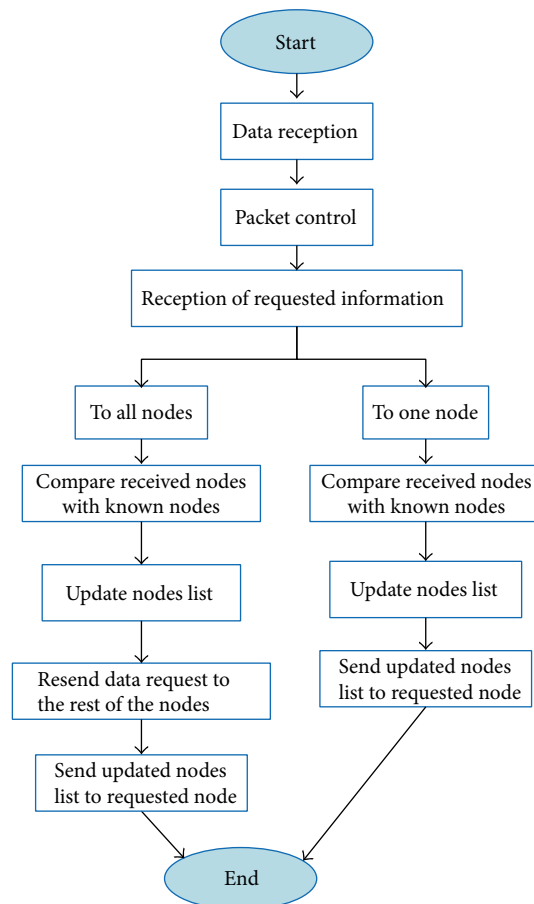 Start
Data reception
Packet control
Reception of requested information
To all nodes
To one node
Compare received nodes
with known nodes
Compare received nodes
with known nodes
Update nodes list
Update nodes list
Resend data request to
the rest of the nodes
Send updated nodes
list to requested node
Send updated nodes
list to requested node
End